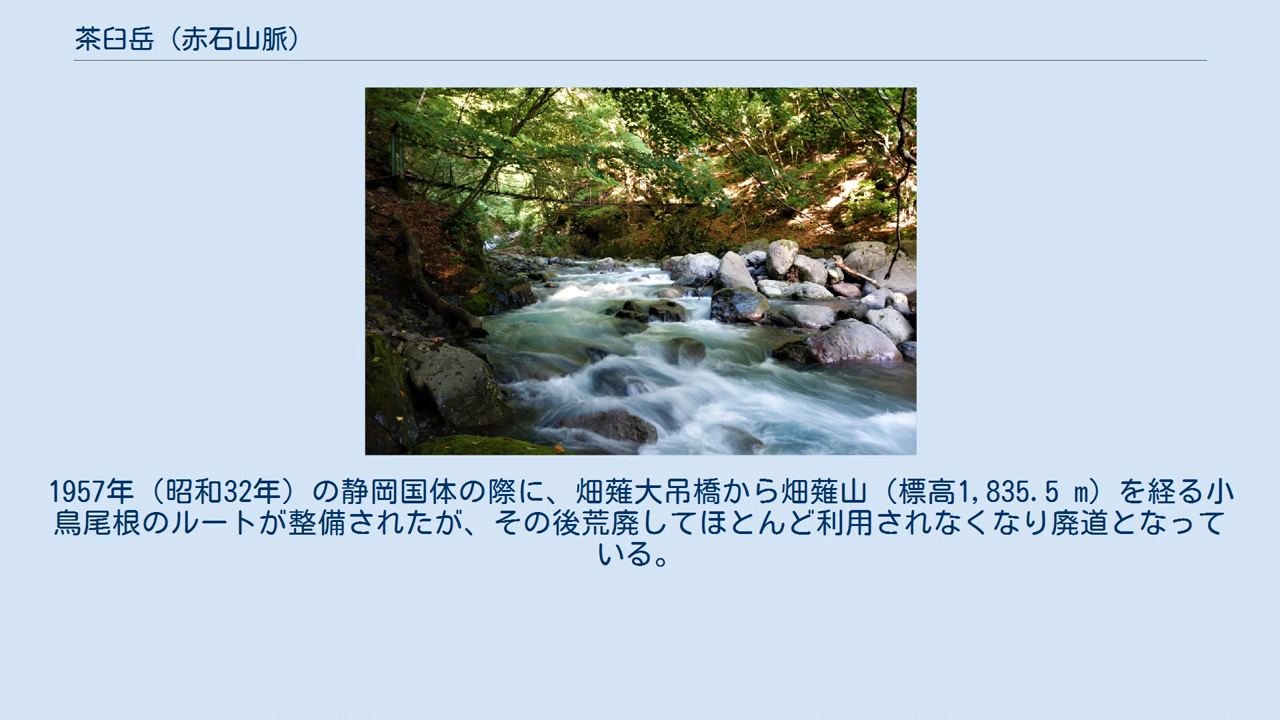 茶臼岳（赤石山脈）
1957年（昭和32年）の静岡国体の際に、畑薙大吊橋から畑薙山（標高1,835.5 m）を経る小
鳥尾根のルートが整備されたが、その後荒廃してほとんど利用されなくなり廃道となって
いる。